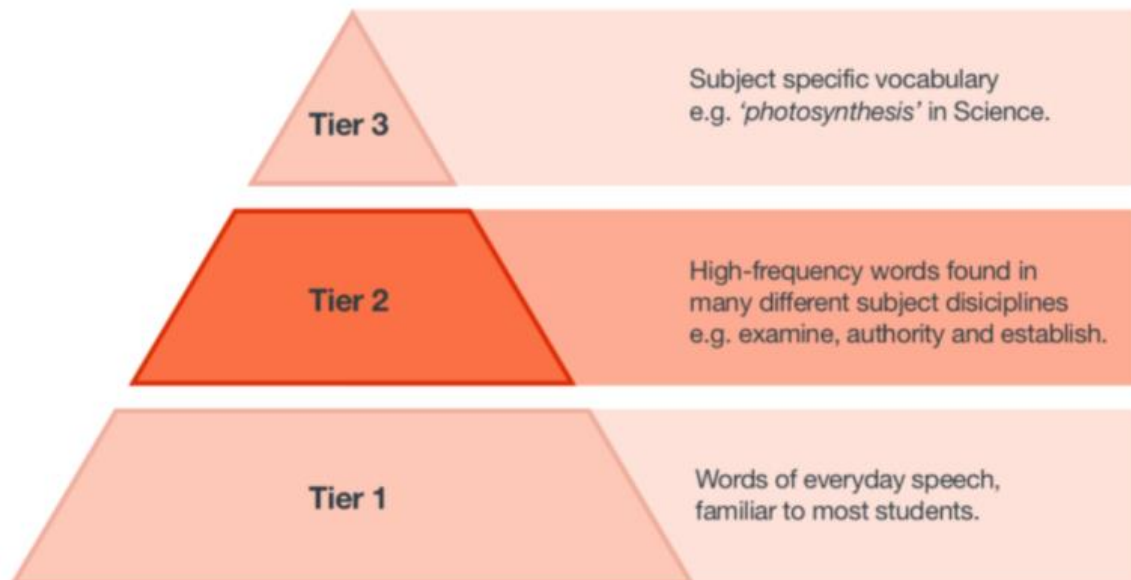 Tier 3
Subject specific vocabulary
e.g. ‘photosynthesis’ in Science.
Tier 2
High-frequency words found in
many different subject disiciplines
e.g. examine, authority and establish.
Tier 1
Words of everyday speech,
familiar to most students.